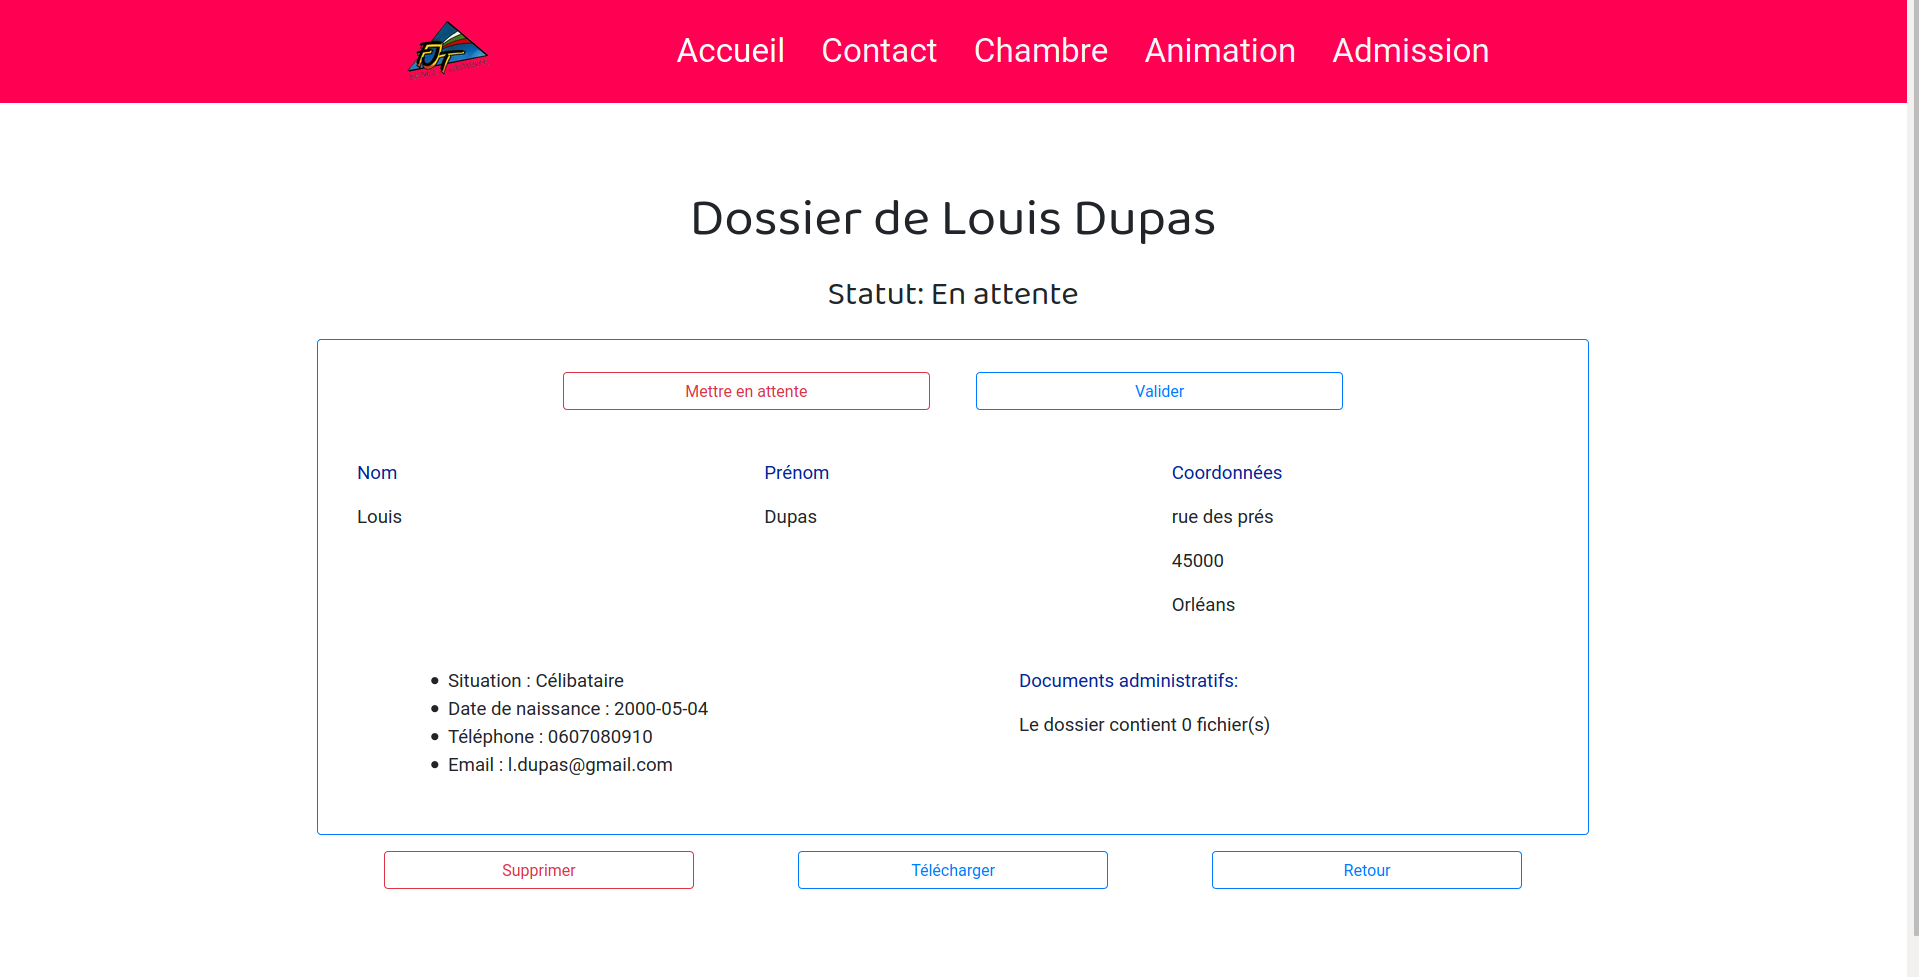 FJT
Accueil Contact Chambre Animation Admission
Dossier de Louis Dupas
Statut: En attente
Mettre en attente Valider
Nom Prénom Coordonnées
Louis Dupas rue des prés
45000
Orléans
Situation : Célibataire
Date de naissance : 2000-05-04
Téléphone : 0607080910
Email : l.dupas@gmail.com
Documents administratifs:
Le dossier contient 0 fichier(s)
Supprimer Télécharger Retour